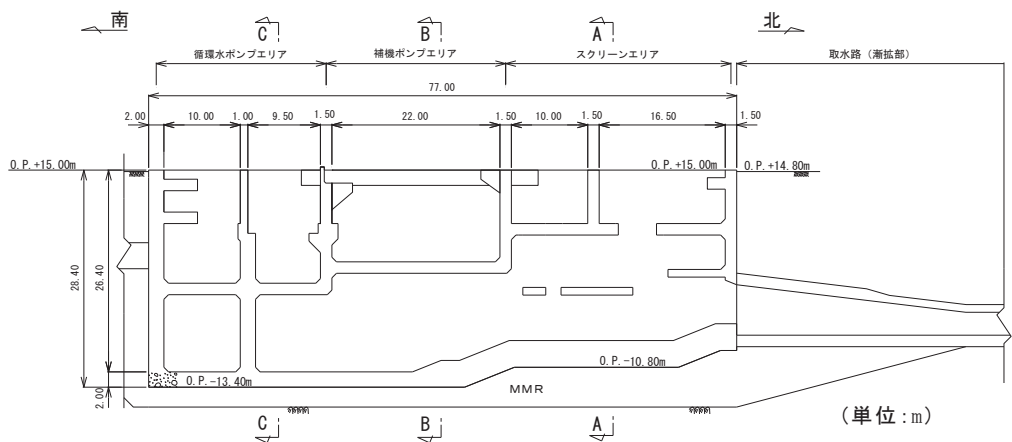 南 C B A 北
循環水ポンプエリア 補機ポンプエリア スクリーンエリア 取水路（漸拡部）
77.00
2.00 10.00 1.00 9.50 1.50 22.00 1.50 10.00 1.50 16.50 1.50
O.P.+15.00m O.P.+15.00m O.P.+14.80m
28.40 26.40
O.P.-10.80m
O.P.-13.40m
2.00
MMR
C B A
（単位:m）